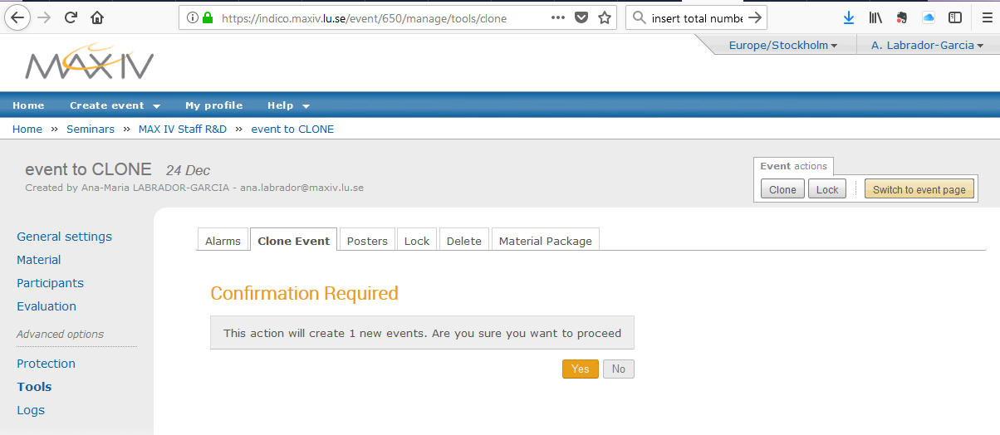 https://indico.maxiv.lu.se/event/650/manage/tools/clone
insert total numbe
MAXIV
Europe/Stockholm
A. Labrador-Garcia
Home Create event My profile Help
Home » Seminars » MAX IV Staff R&D » event to CLONE
event to CLONE 24 Dec
Created by Ana-Maria LABRADOR-GARCIA - ana.labrador@maxiv.lu.se
Event actions
Clone Lock Switch to event page
General settings
Material
Participants
Evaluation
Advanced options
Protection
Tools
Logs
Alarms Clone Event Posters Lock Delete Material Package
Confirmation Required
This action will create 1 new events. Are you sure you want to proceed
Yes No